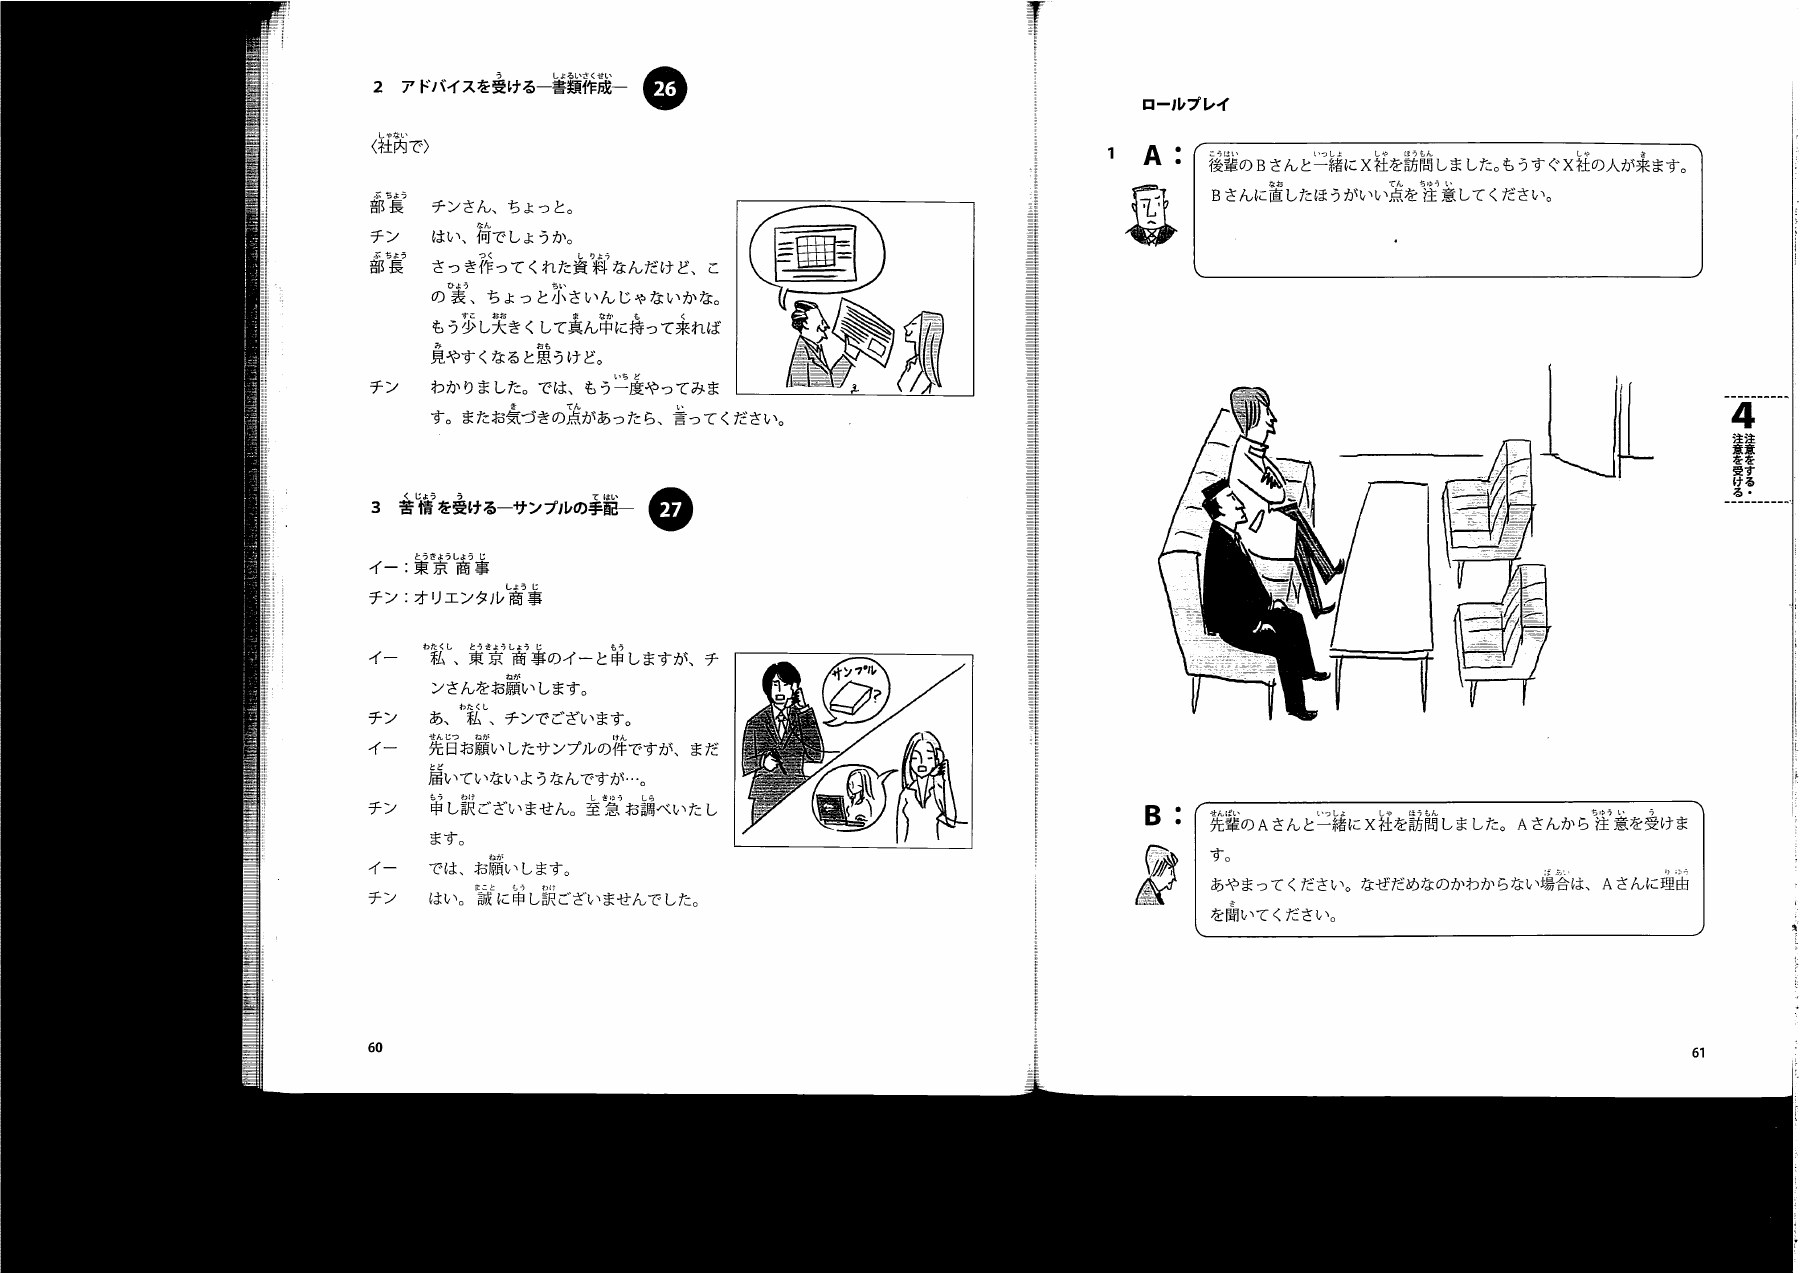 2 アドバイスを受ける―書類作成― 26
〈社内で〉
部長 チンさん、ちょっと。
チン はい、何でしょうか。
部長 さっき作ってくれた資料なんだけど、こ
の表、ちょっと小さいんじゃないかな。
もう少し大きくして真ん中に持って来れば
見やすくなると思うけど。
チン わかりました。では、もう一度やってみま
す。またお気づきの点があったら、言ってください。
3 苦情を受ける―サンプルの手配― 27
イー：東京商事
チン：オリエンタル商事
イー 私、東京商事のイーと申しますが、チ
ンさんをお願いします。
チン あ、私、チンでございます。
イー 先日お願いしたサンプルの件ですが、まだ
届いていないようなんですが…。
チン 申し訳ございません。至急お調べいたし
ます。
イー では、お願いします。
チン はい。誠に申し訳ございませんでした。
サンプル
?
60
ロールプレイ
1 A：
後輩のBさんと一緒にX社を訪問しました。もうすぐX社の人が来ます。
Bさんに直したほうがいい点を注意してください。
B：
先輩のAさんと一緒にX社を訪問しました。Aさんから注意を受けま
す。
あやまってください。なぜだめなのかわからない場合は、Aさんに理由
を聞いてください。
4
注意をする・
注意を受ける
61